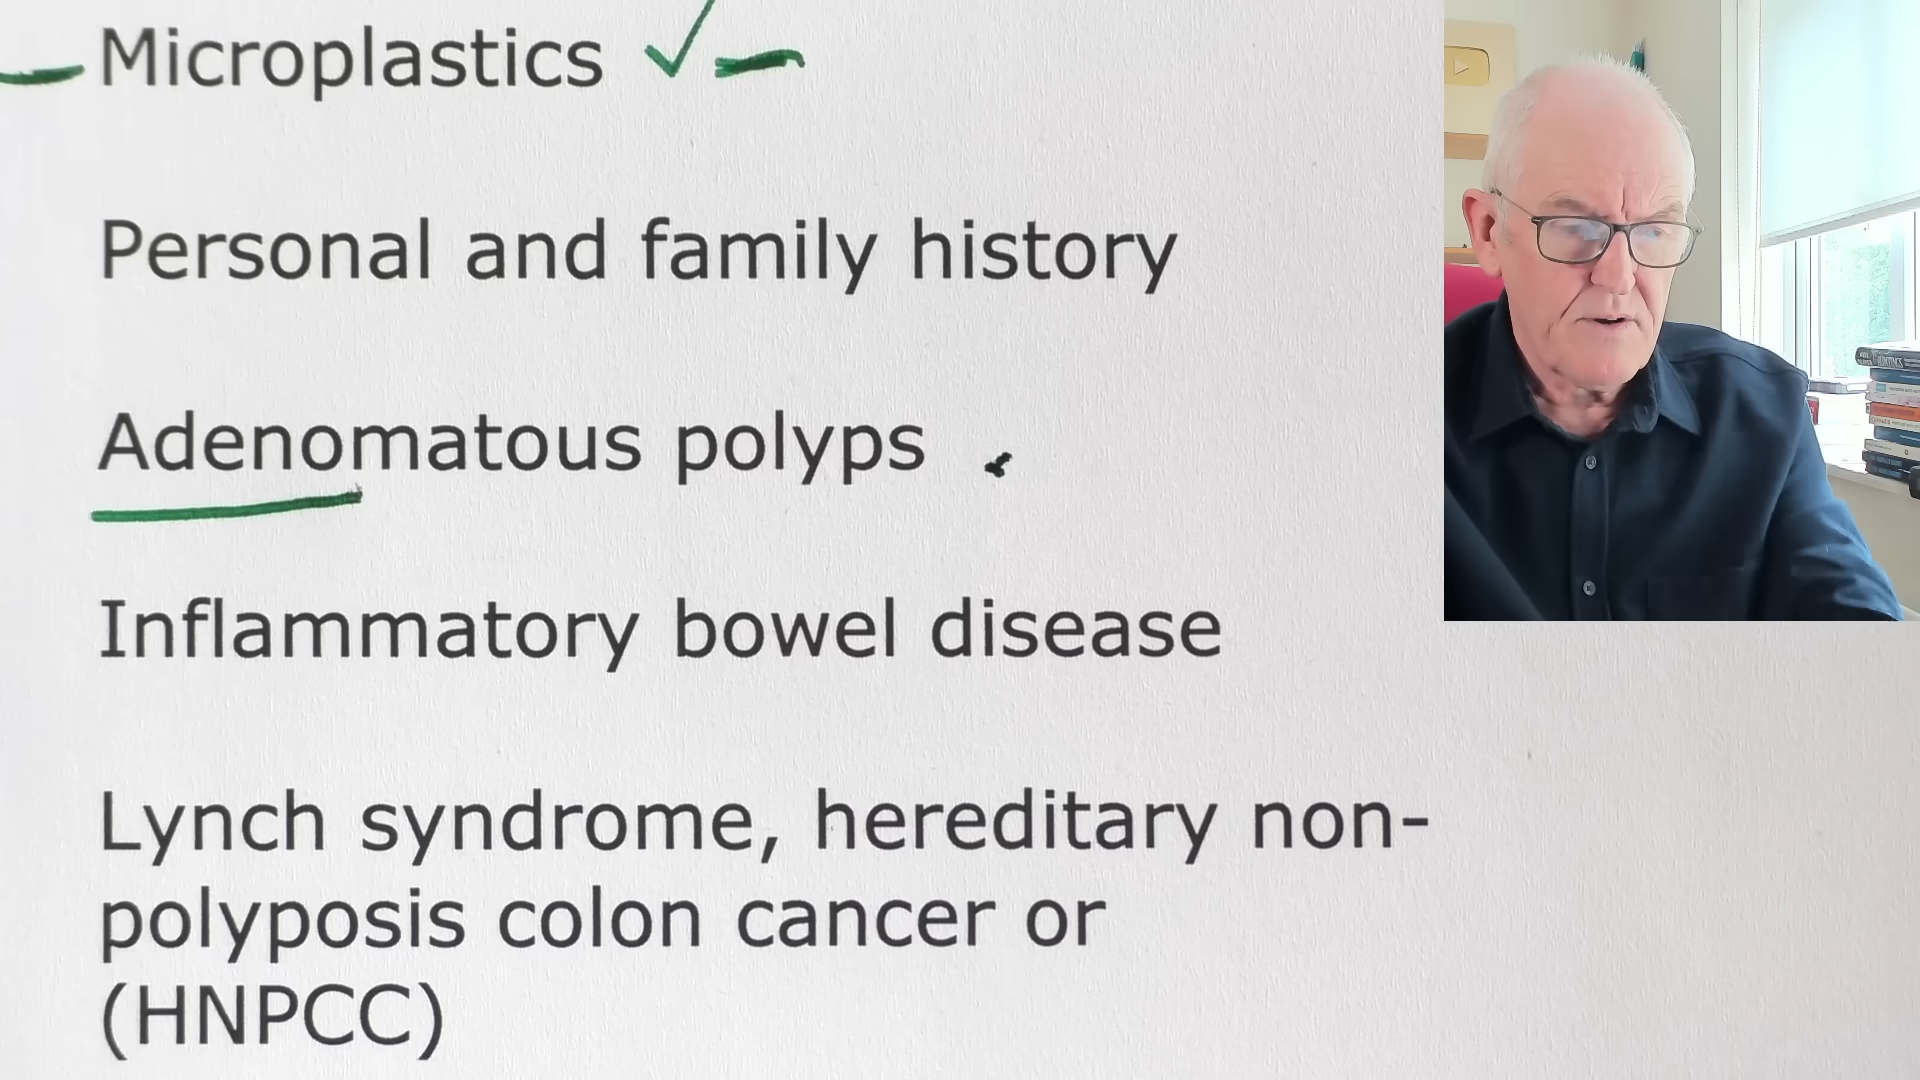 Microplastics
Personal and family history
Adenomatous polyps
Inflammatory bowel disease
Lynch syndrome, hereditary non-
polyposis colon cancer or
(HNPCC)